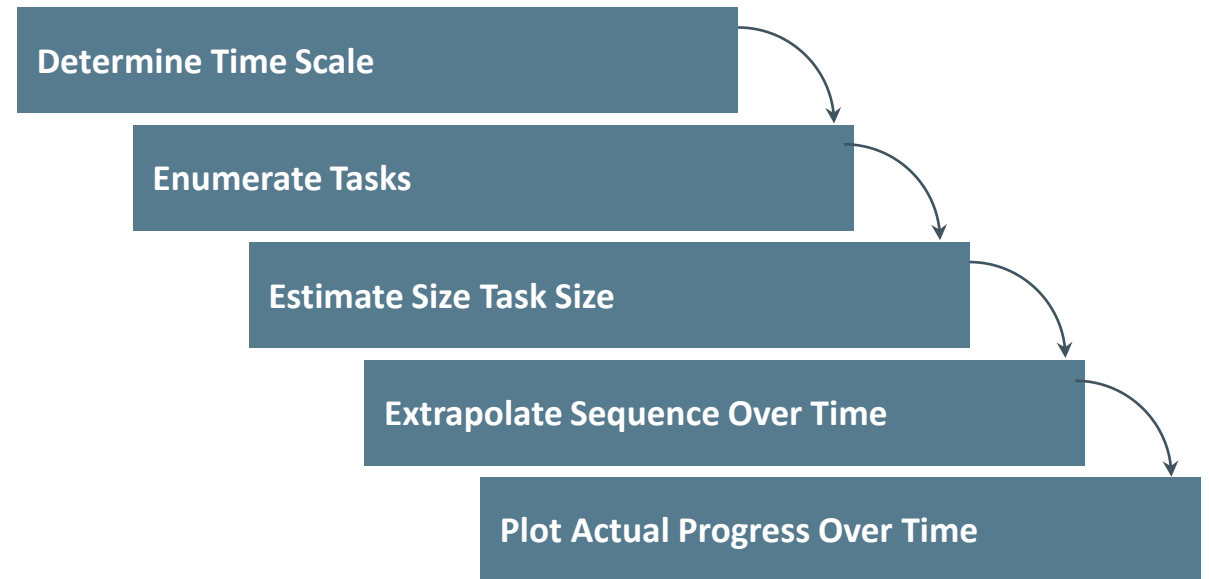 Determine Time Scale
Enumerate Tasks
Estimate Size Task Size
Extrapolate Sequence Over Time
Plot Actual Progress Over Time